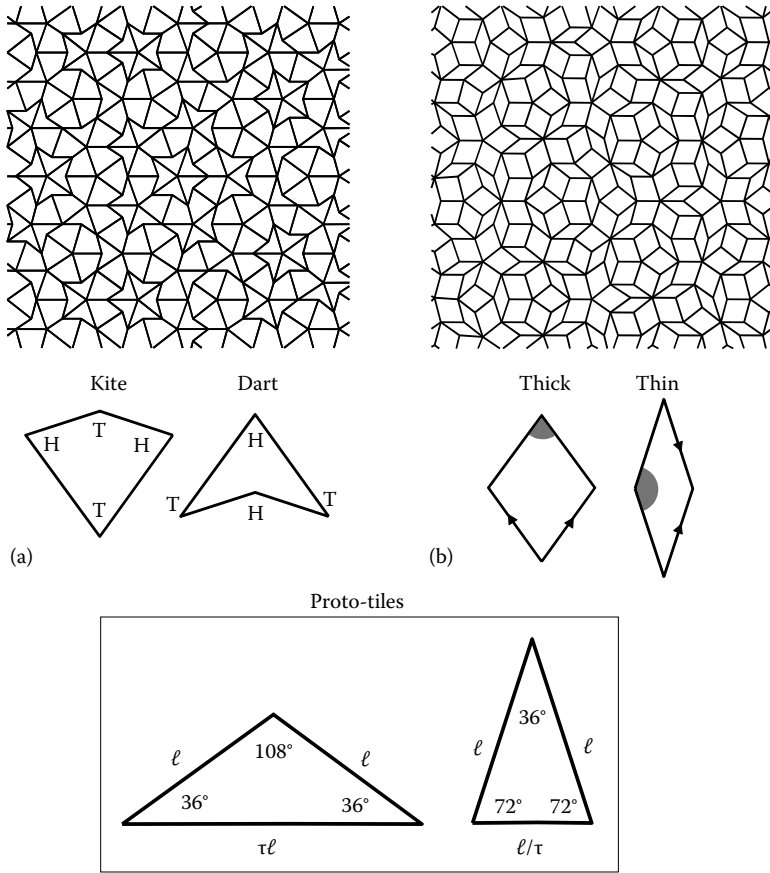 Kite Dart Thick Thin
H T H H
T T H T
(a) (b)
Proto-tiles
ℓ 108° ℓ
36° 36°
τℓ
36°
ℓ ℓ
72° 72°
ℓ/τ